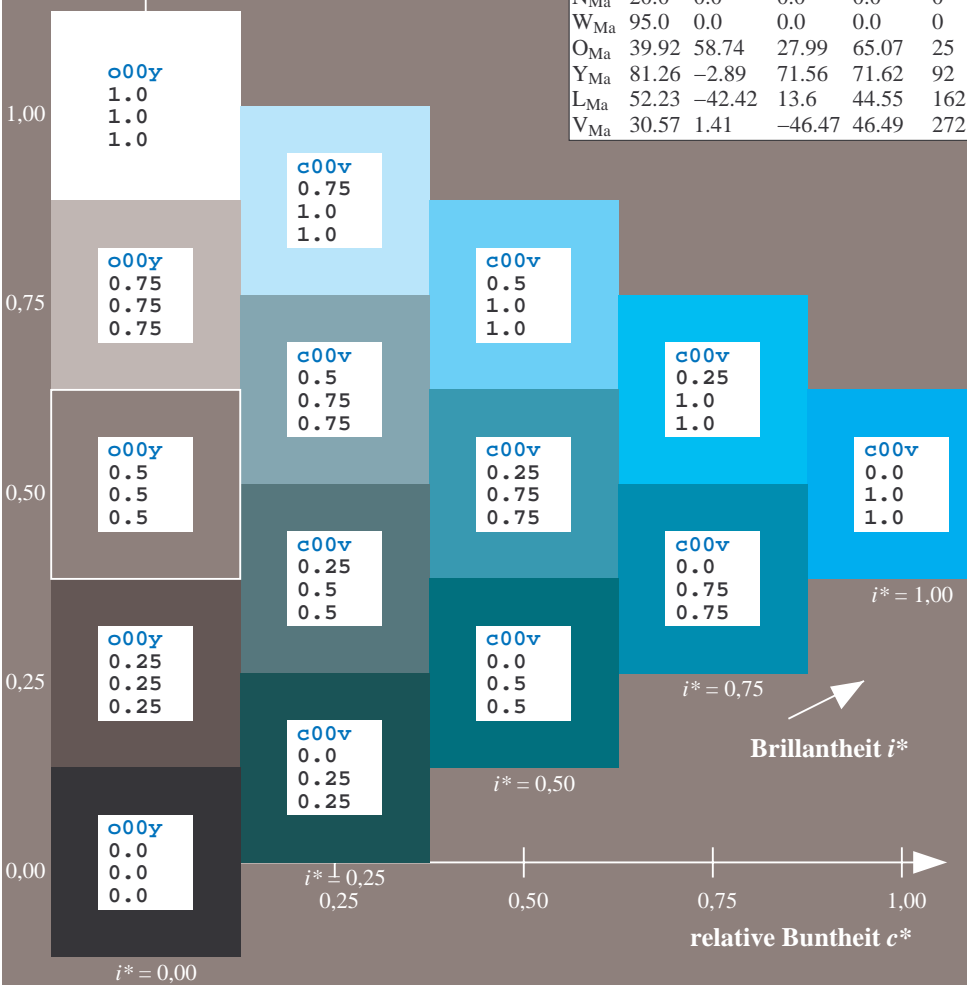 W_Ma 95.0 0.0 0.0 0.0 0
O_Ma 39.92 58.74 27.99 65.07 25
Y_Ma 81.26 −2.89 71.56 71.62 92
L_Ma 52.23 −42.42 13.6 44.55 162
V_Ma 30.57 1.41 −46.47 46.49 272
1,00
o00y
1.0
1.0
1.0
c00v
0.75
1.0
1.0
0,75
o00y
0.75
0.75
0.75
c00v
0.5
1.0
1.0
c00v
0.5
0.75
0.75
c00v
0.25
1.0
1.0
0,50
o00y
0.5
0.5
0.5
c00v
0.25
0.75
0.75
c00v
0.0
1.0
1.0
i* = 1,00
c00v
0.25
0.5
0.5
c00v
0.0
0.75
0.75
i* = 0,75
0,25
o00y
0.25
0.25
0.25
c00v
0.0
0.5
0.5
i* = 0,50
Brillantheit i*
c00v
0.0
0.25
0.25
i* = 0,25
0,00
o00y
0.0
0.0
0.0
i* = 0,00
0,25 0,50 0,75 1,00
relative Buntheit c*